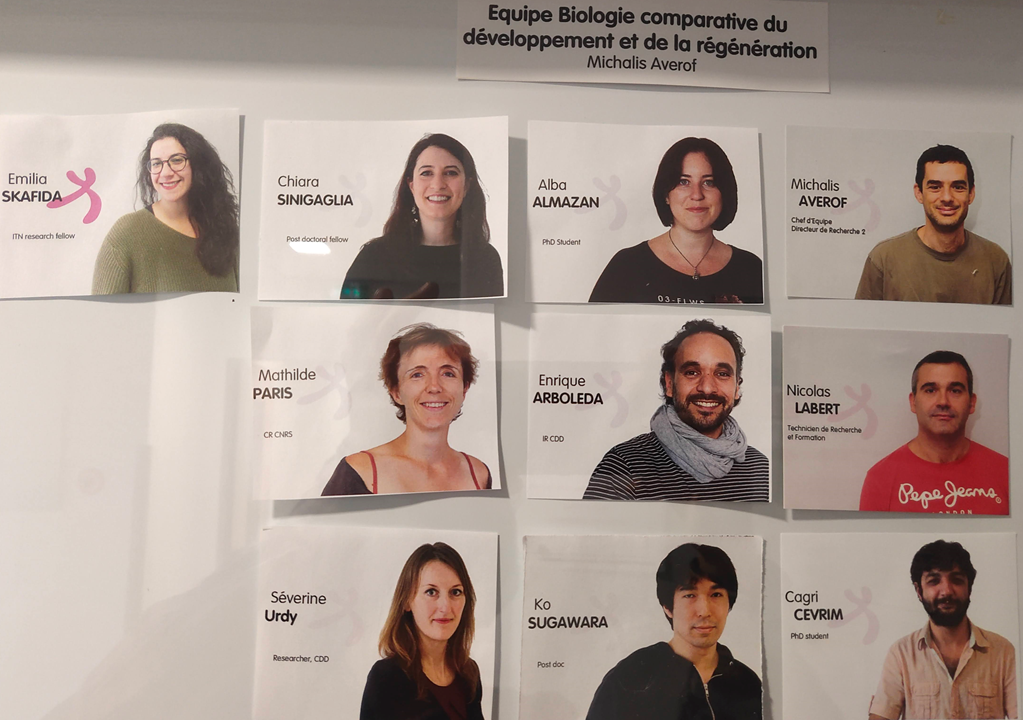 Equipe Biologie comparative du
développement et de la régénération
Michalis Averof
Emilia
SKAFIDA
ITN research fellow
Chiara
SINIGAGLIA
Post doctoral fellow
Alba
ALMAZAN
PhD Student
03-ELWS
Michalis
AVEROF
Chef d'Equipe
Directeur de Recherche 2
Mathilde
PARIS
CR CNRS
Enrique
ARBOLEDA
IR CDD
Nicolas
LABERT
Technicien de Recherche
et Formation
Pepe Jeans
LONDON
Séverine
Urdy
Researcher, CDD
Ko
SUGAWARA
Post doc
Cagri
CEVRIM
PhD student